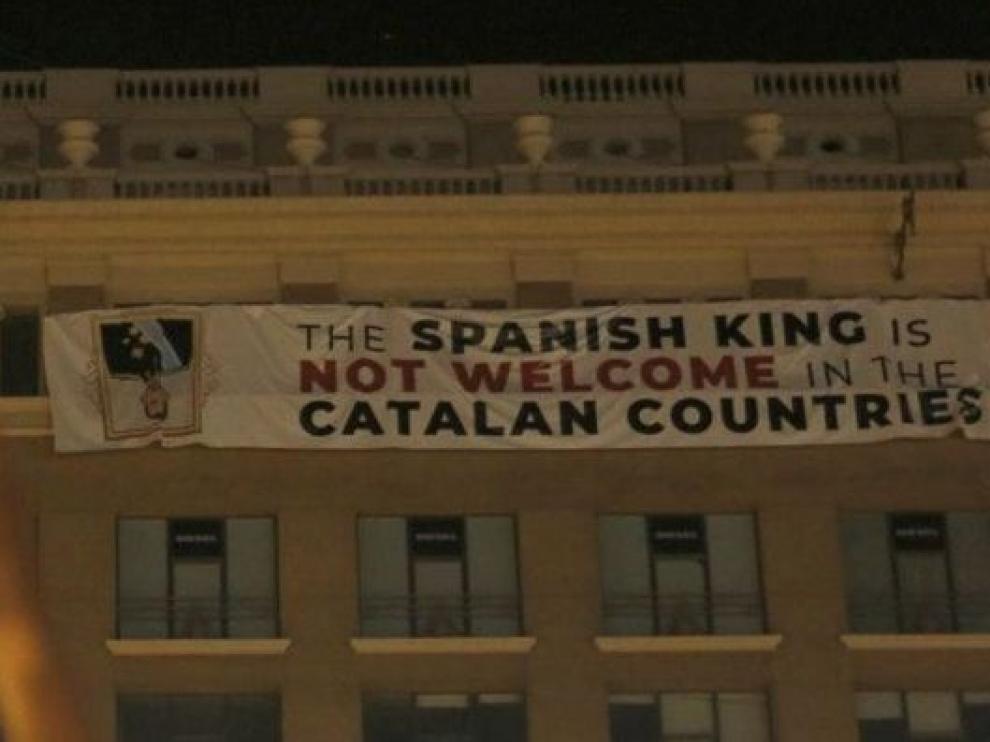 THE SPANISH KING IS
NOT WELCOME IN THE
CATALAN COUNTRIES